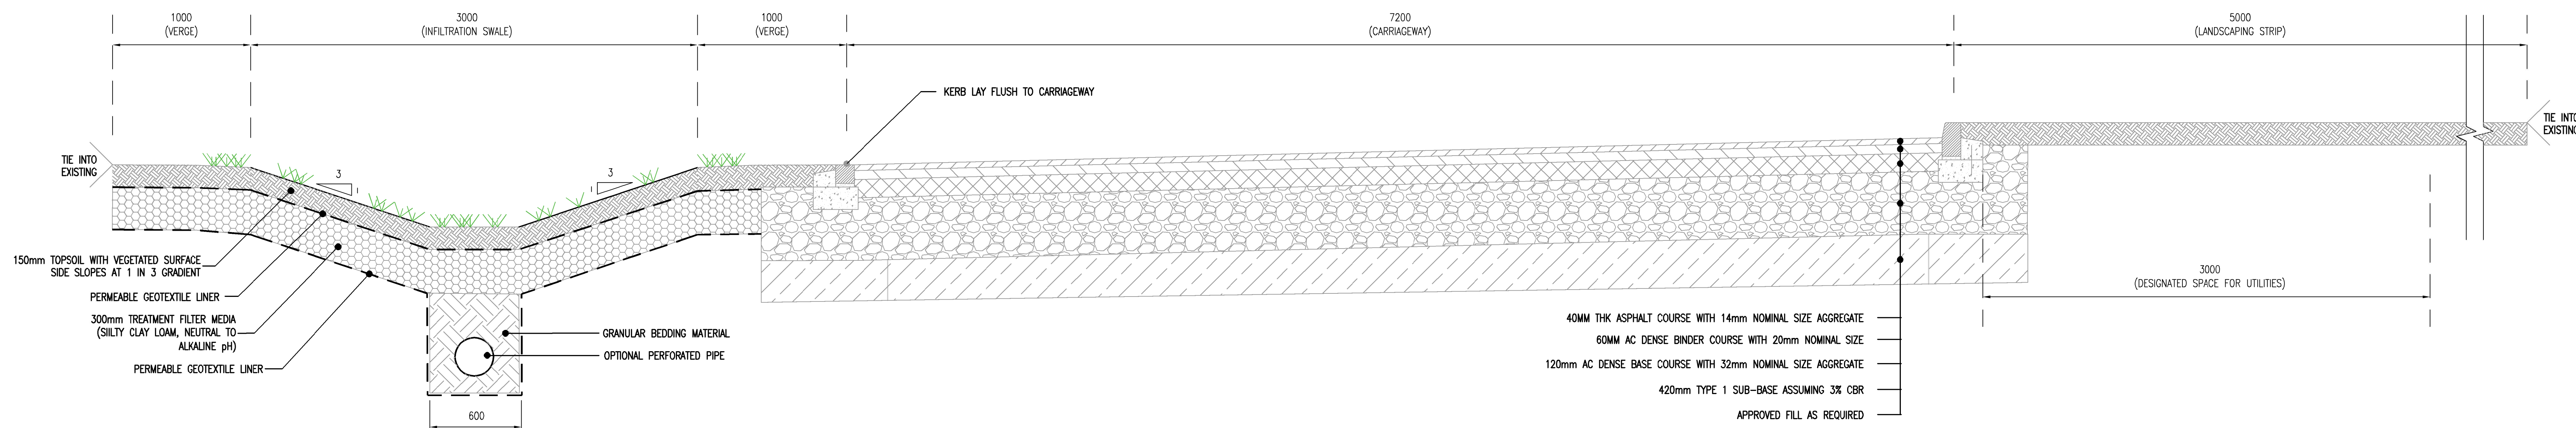 1000
(VERGE)
3000
(INFILTRATION SWALE)
1000
(VERGE)
7200
(CARRIAGEWAY)
5000
(LANDSCAPING STRIP)
KERB LAY FLUSH TO CARRIAGEWAY
TIE INTO
EXISTING
TIE INTO
EXISTING
3
1
3
1
150mm TOPSOIL WITH VEGETATED SURFACE
SIDE SLOPES AT 1 IN 3 GRADIENT
PERMEABLE GEOTEXTILE LINER
300mm TREATMENT FILTER MEDIA
(SIILTY CLAY LOAM, NEUTRAL TO
ALKALINE pH)
PERMEABLE GEOTEXTILE LINER
GRANULAR BEDDING MATERIAL
OPTIONAL PERFORATED PIPE
600
3000
(DESIGNATED SPACE FOR UTILITIES)
40MM THK ASPHALT COURSE WITH 14mm NOMINAL SIZE AGGREGATE
60MM AC DENSE BINDER COURSE WITH 20mm NOMINAL SIZE
120mm AC DENSE BASE COURSE WITH 32mm NOMINAL SIZE AGGREGATE
420mm TYPE 1 SUB-BASE ASSUMING 3% CBR
APPROVED FILL AS REQUIRED